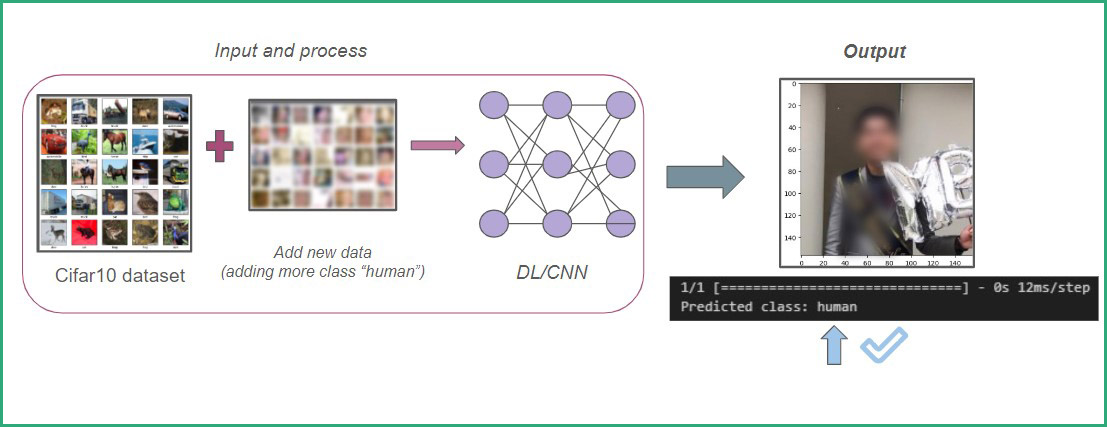 Input and process
Output
Cifar10 dataset
Add new data
(adding more class “human”)
DL/CNN
0
20
40
60
80
100
120
140
0 20 40 60 80 100 120 140
1/1 [==============================] - 0s 12ms/step
Predicted class: human